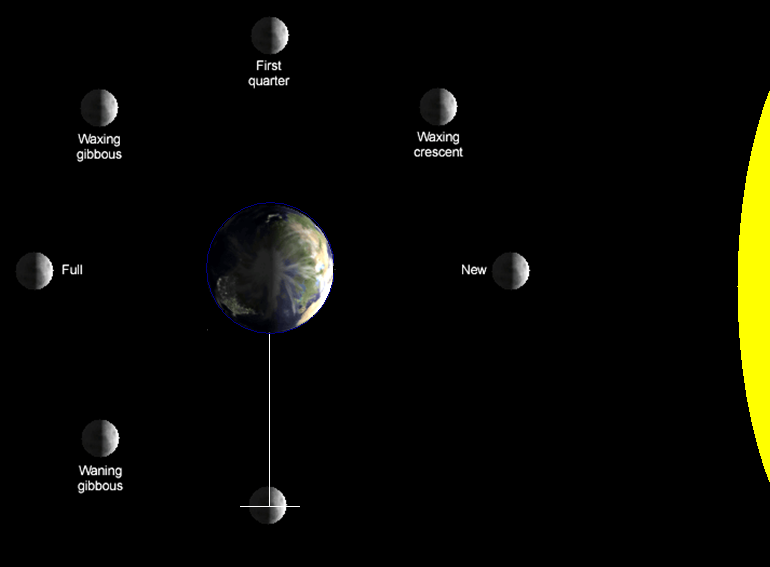 First
quarter
Waxing
gibbous
Waxing
crescent
Full
New
Waning
gibbous